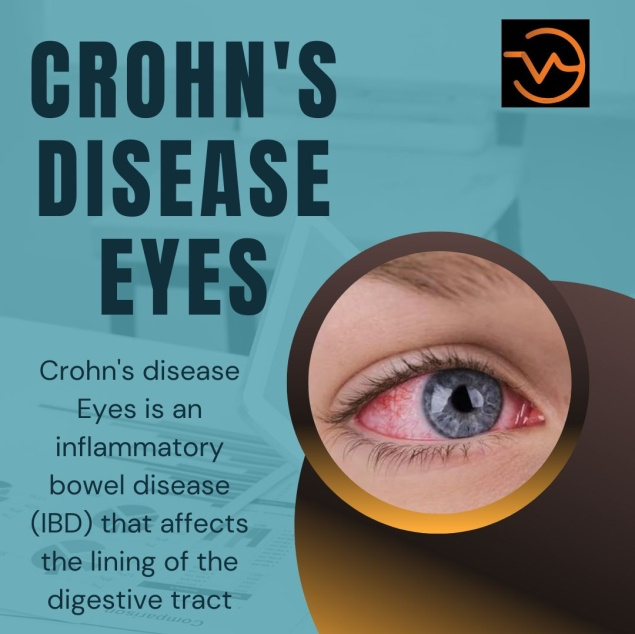 CROHN'S
DISEASE
EYES
Crohn's disease
Eyes is an
inflammatory
bowel disease
(IBD) that affects
the lining of the
digestive tract
Comparison